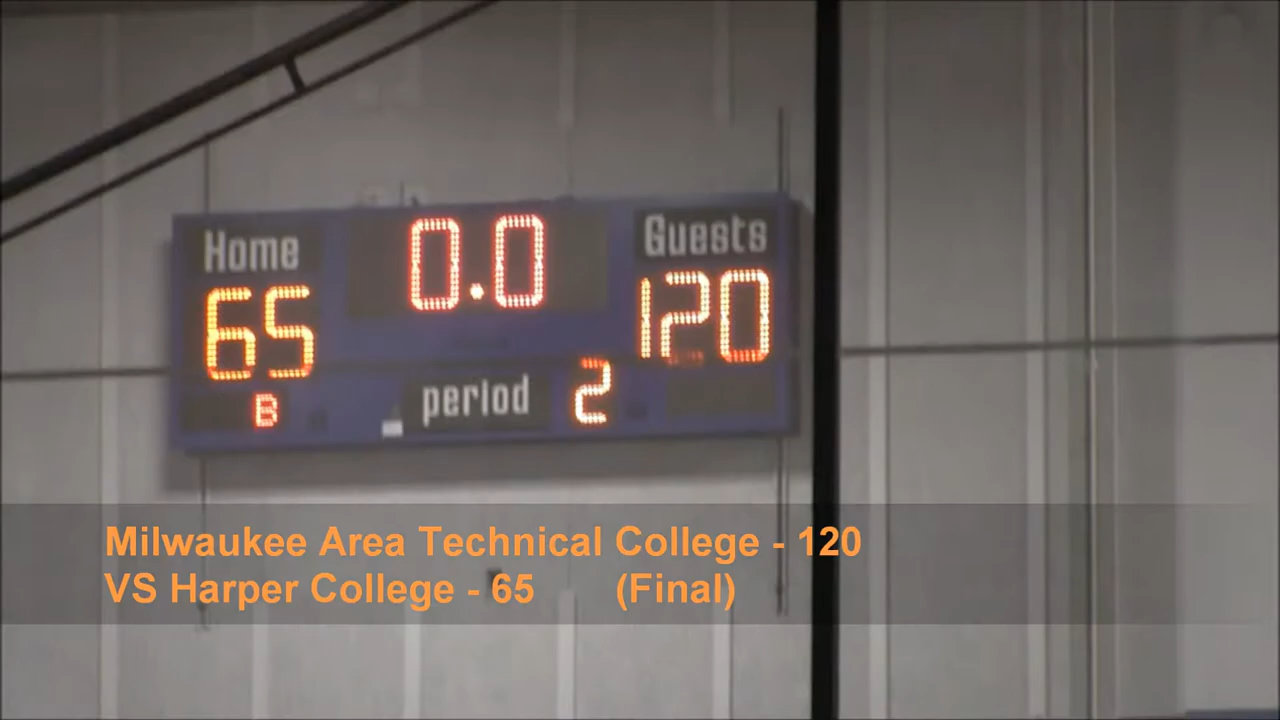 Home 0.0 Guests
65 120
B period 2
Milwaukee Area Technical College - 120
VS Harper College - 65 (Final)